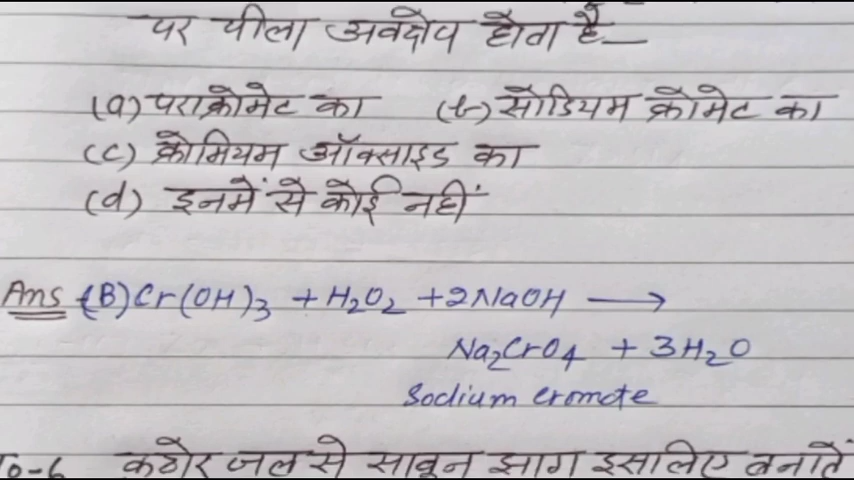 पर पीला अवक्षेप होता है—
(a) पराक्रोमेट का (b) सोडियम क्रोमेट का
(c) क्रोमियम ऑक्साइड का
(d) इनमें से कोई नहीं
Ans (B) Cr(OH)3 + H2O2 + 2NaOH ⟶
Na2CrO4 + 3H2O
Sodium cromate
कठोर जल से साबुन झाग इसलिए बनाते